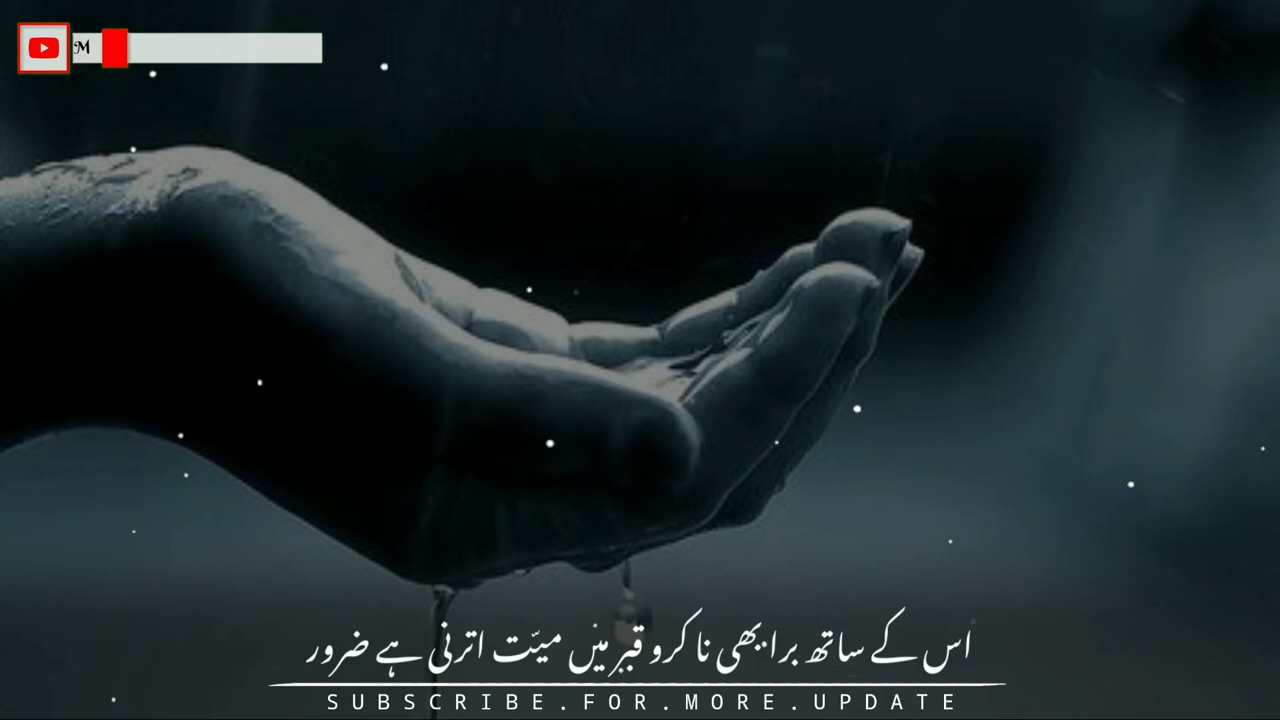 M
اس کے ساتھ برا بھی نا کرو قبر میں میّت اترنی ہے ضرور
SUBSCRIBE.FOR.MORE.UPDATE